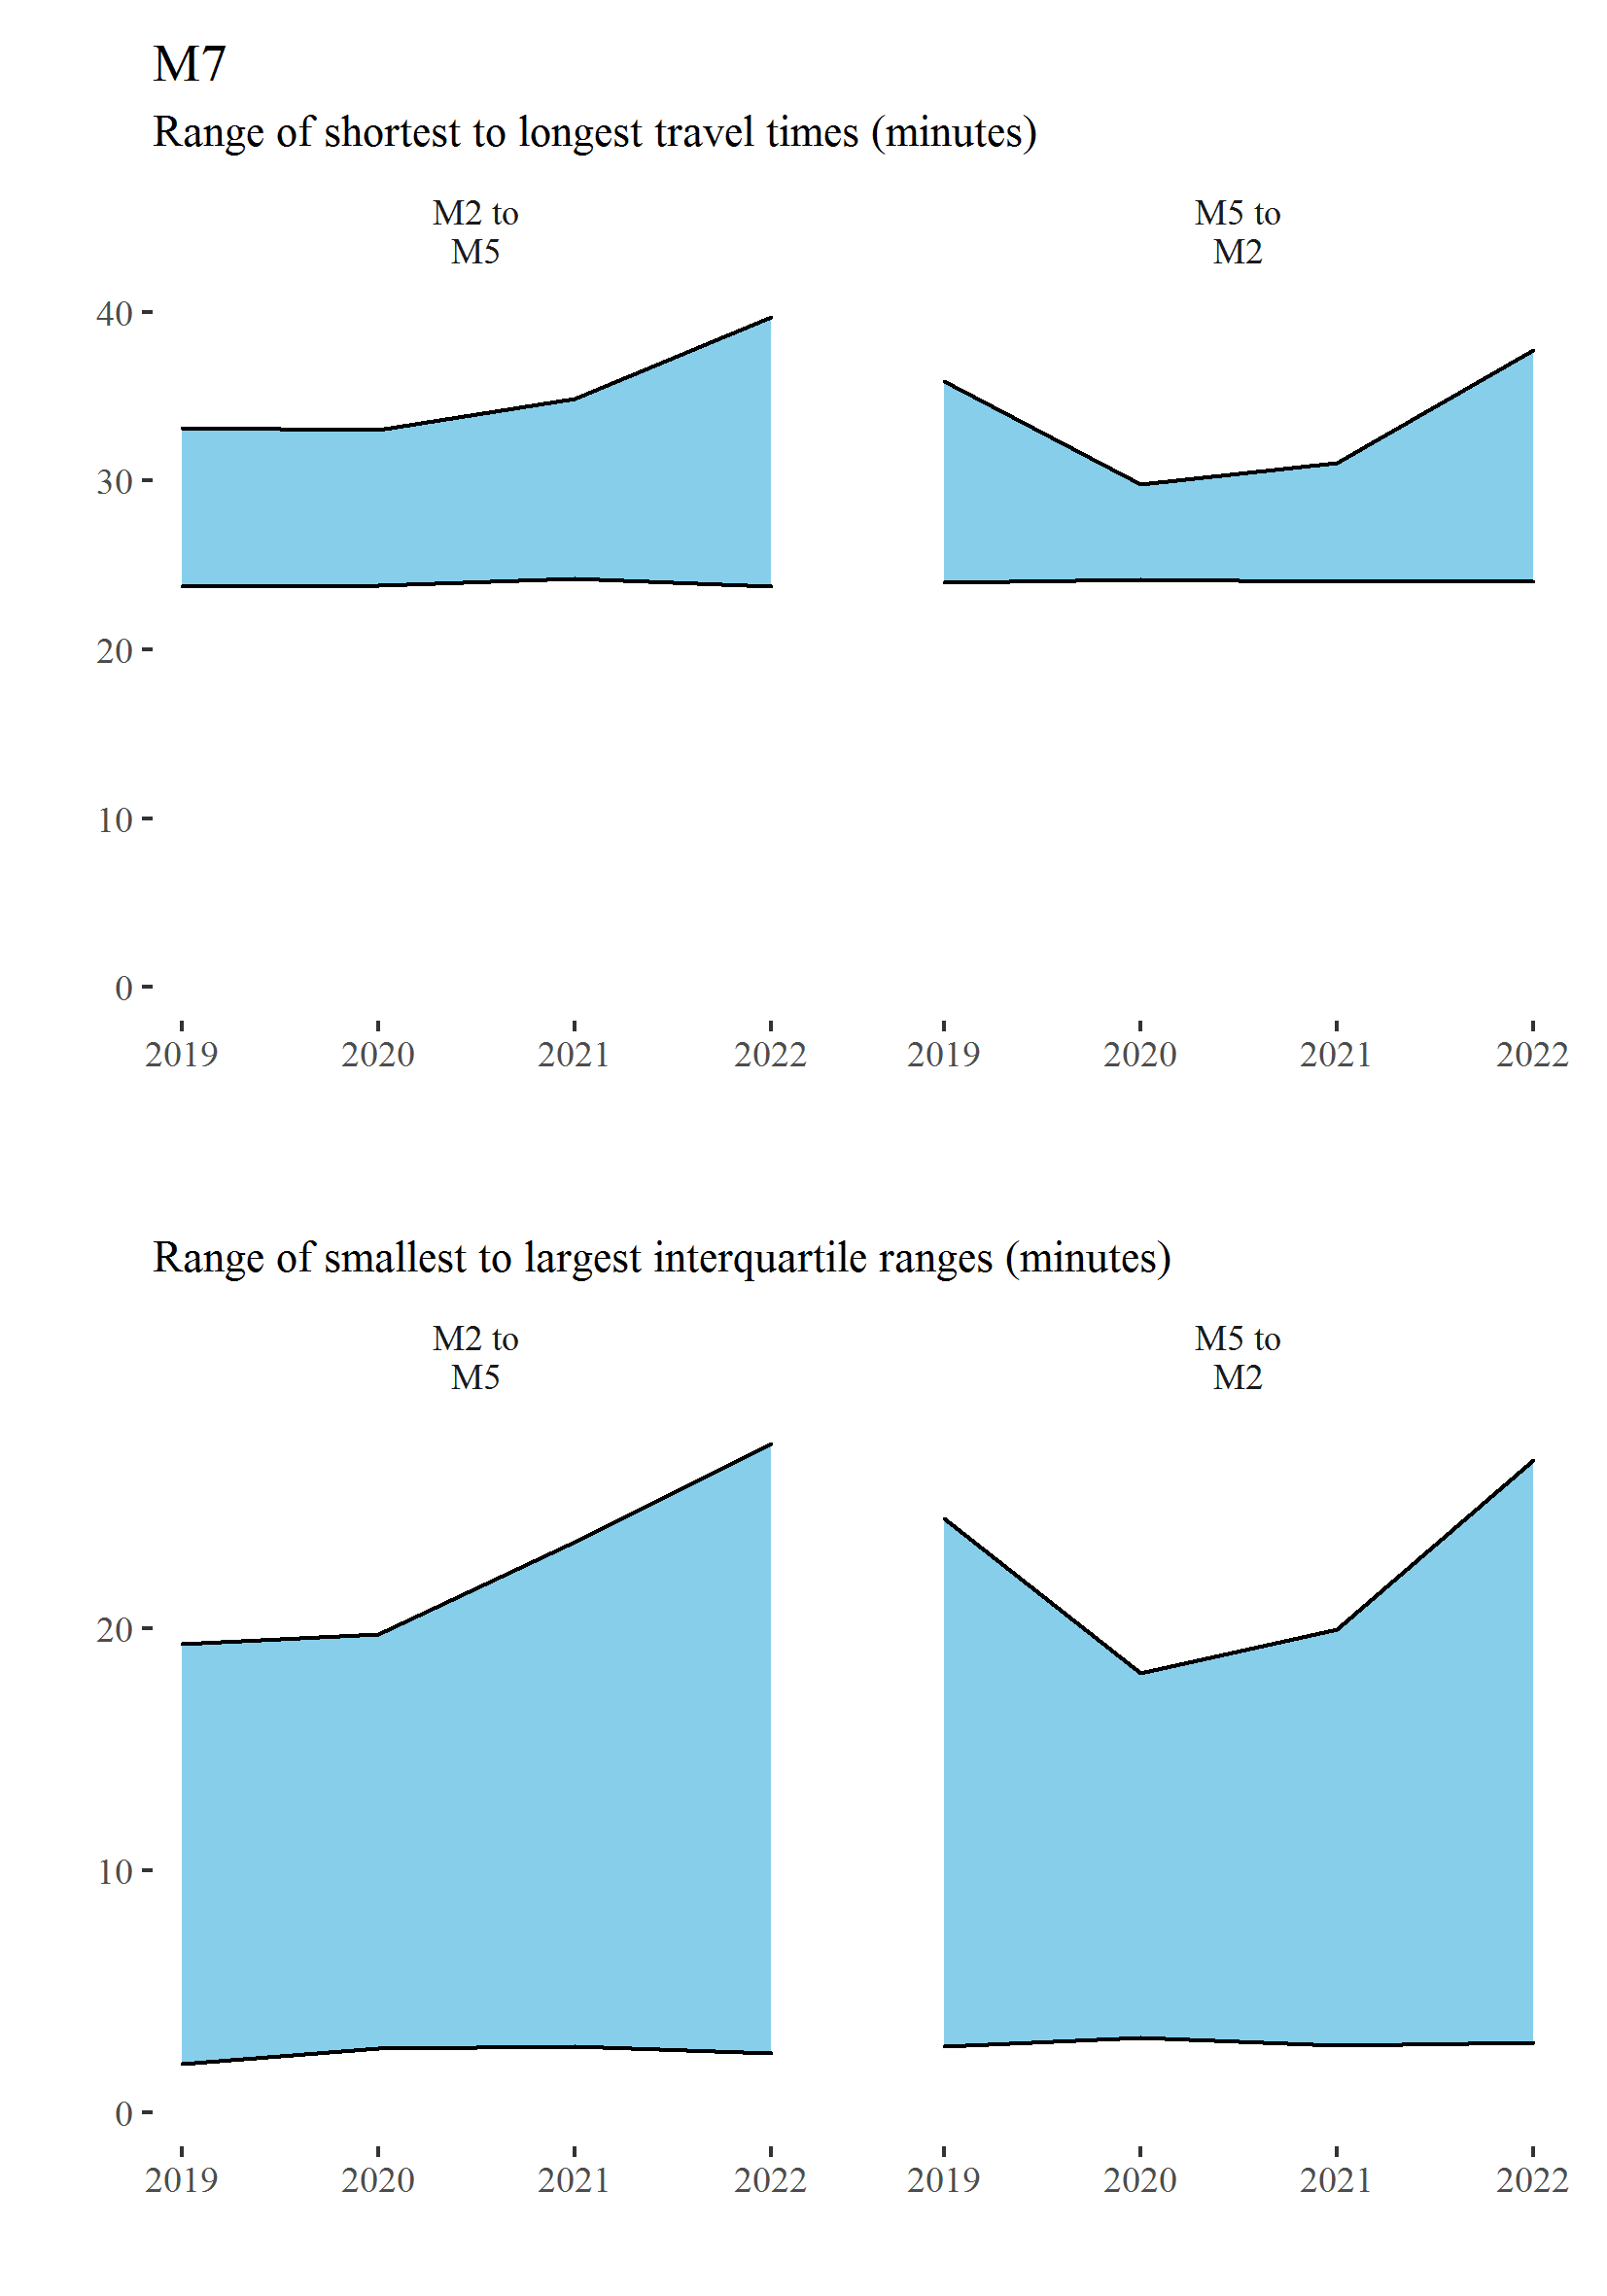 M7
Range of shortest to longest travel times (minutes)
M2 to
M5
M5 to
M2
40
30
20
10
0
2019 2020 2021 2022 2019 2020 2021 2022
Range of smallest to largest interquartile ranges (minutes)
M2 to
M5
M5 to
M2
20
10
0
2019 2020 2021 2022 2019 2020 2021 2022